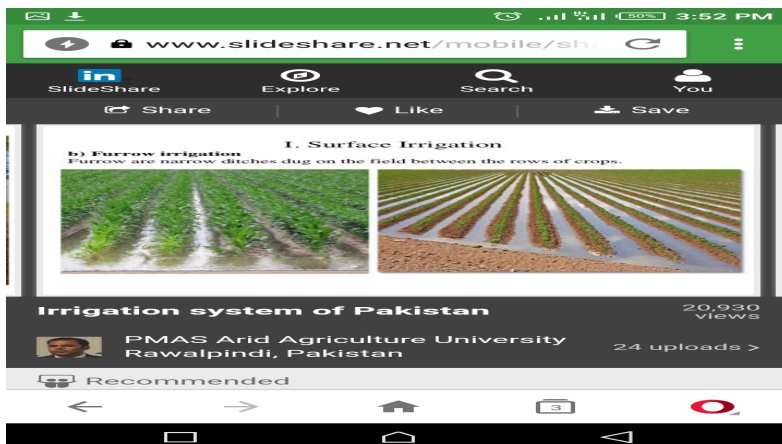 50% 3:52 PM
www.slideshare.net/mobile/sh
in
SlideShare Explore Search You
Share Like Save
I. Surface Irrigation
b) Furrow irrigation
Furrow are narrow ditches dug on the field between the rows of crops.
Irrigation system of Pakistan
20,930 views
PMAS Arid Agriculture University
Rawalpindi, Pakistan
24 uploads >
Recommended
3